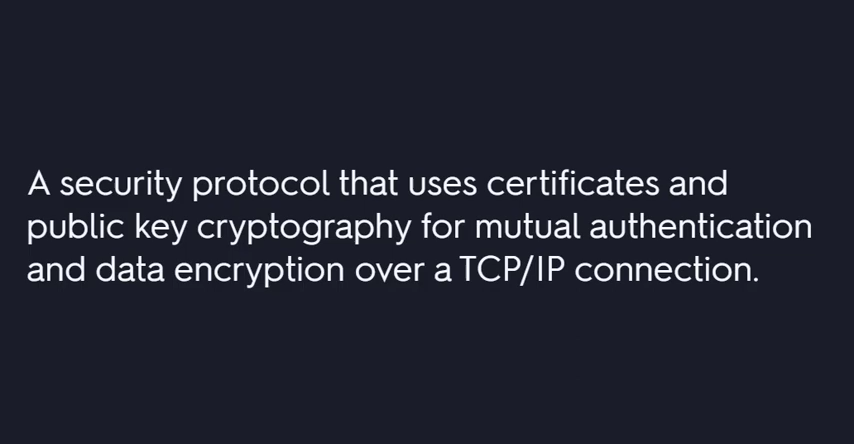 A security protocol that uses certificates and
public key cryptography for mutual authentication
and data encryption over a TCP/IP connection.